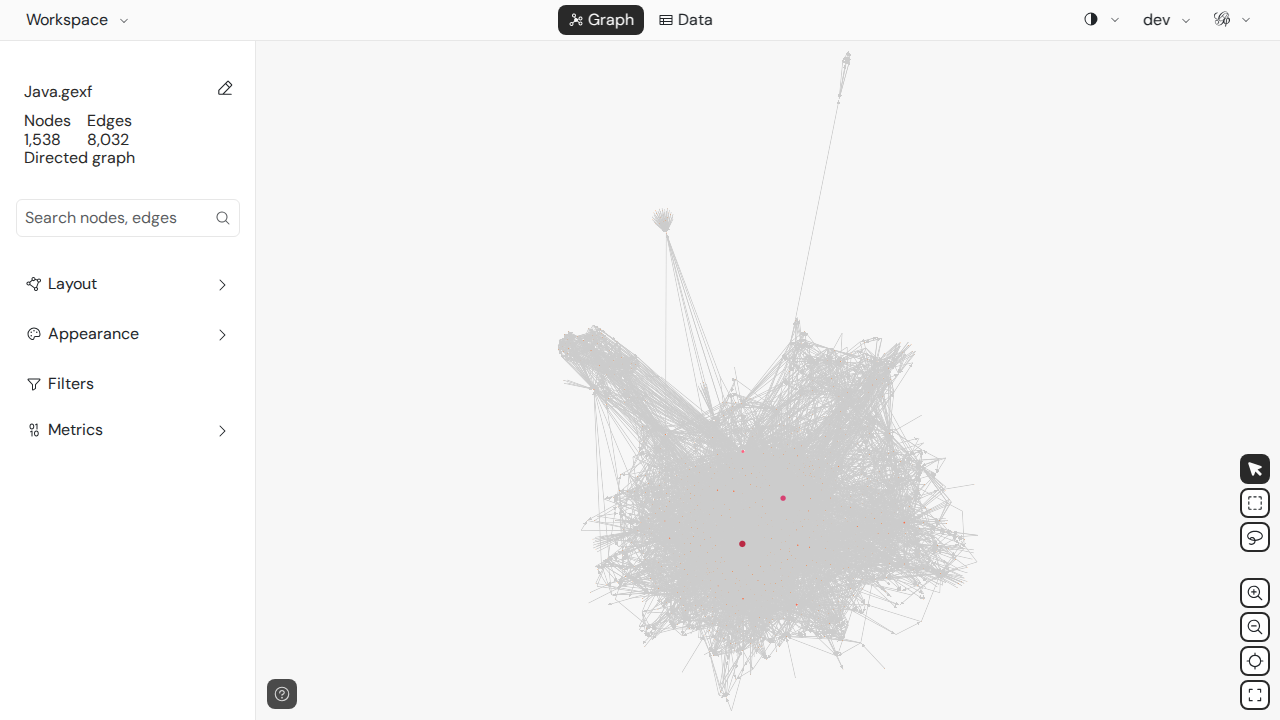 Workspace
Graph
Data
dev
Java.gexf
Nodes Edges
1,538 8,032
Directed graph
Search nodes, edges
Layout
Appearance
Filters
Metrics